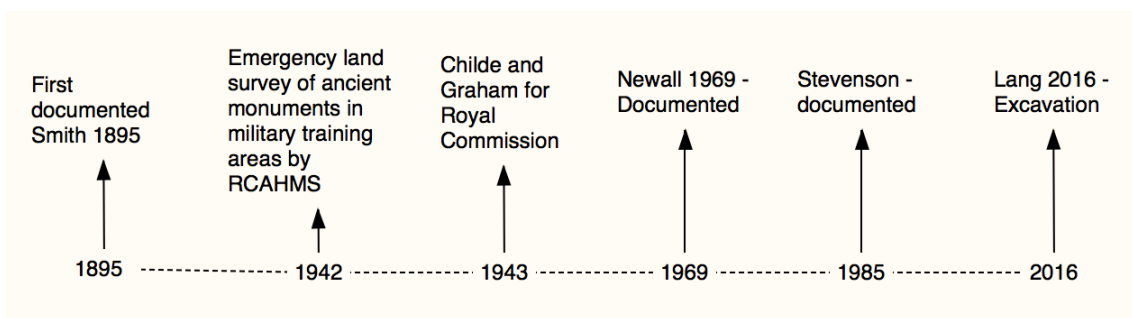 First
documented
Smith 1895
Emergency land
survey of ancient
monuments in
military training
areas by
RCAHMS
Childe and
Graham for
Royal
Commission
Newall 1969 -
Documented
Stevenson -
documented
Lang 2016 -
Excavation
1895
1942
1943
1969
1985
2016